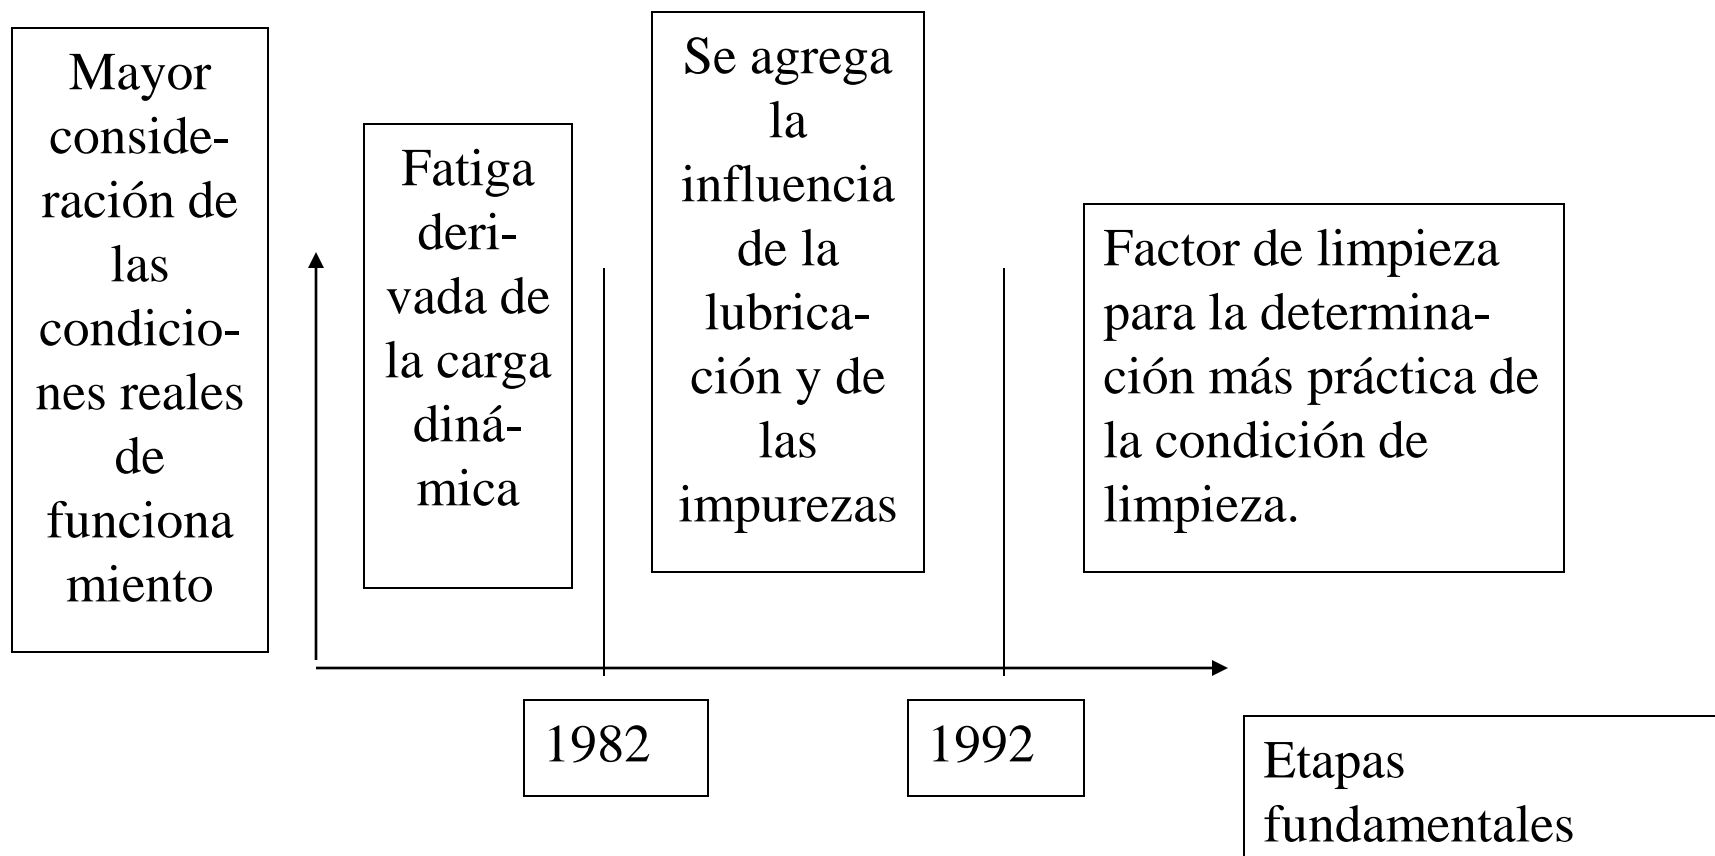 Mayor
conside-
ración de
las
condicio-
nes reales
de
funciona
miento
Fatiga
deri-
vada de
la carga
diná-
mica
Se agrega
la
influencia
de la
lubrica-
ción y de
las
impurezas
Factor de limpieza
para la determina-
ción más práctica de
la condición de
limpieza.
1982
1992
Etapas
fundamentales